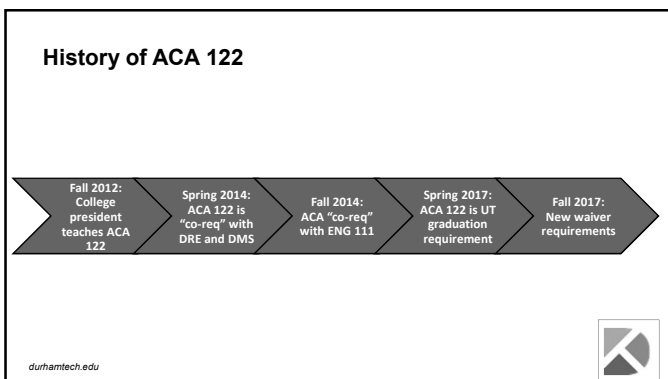 History of ACA 122
Fall 2012:
College
president
teaches ACA
122
Spring 2014:
ACA 122 is
“co-req” with
DRE and DMS
Fall 2014:
ACA “co-req”
with ENG 111
Spring 2017:
ACA 122 is UT
graduation
requirement
Fall 2017:
New waiver
requirements
durhamtech.edu